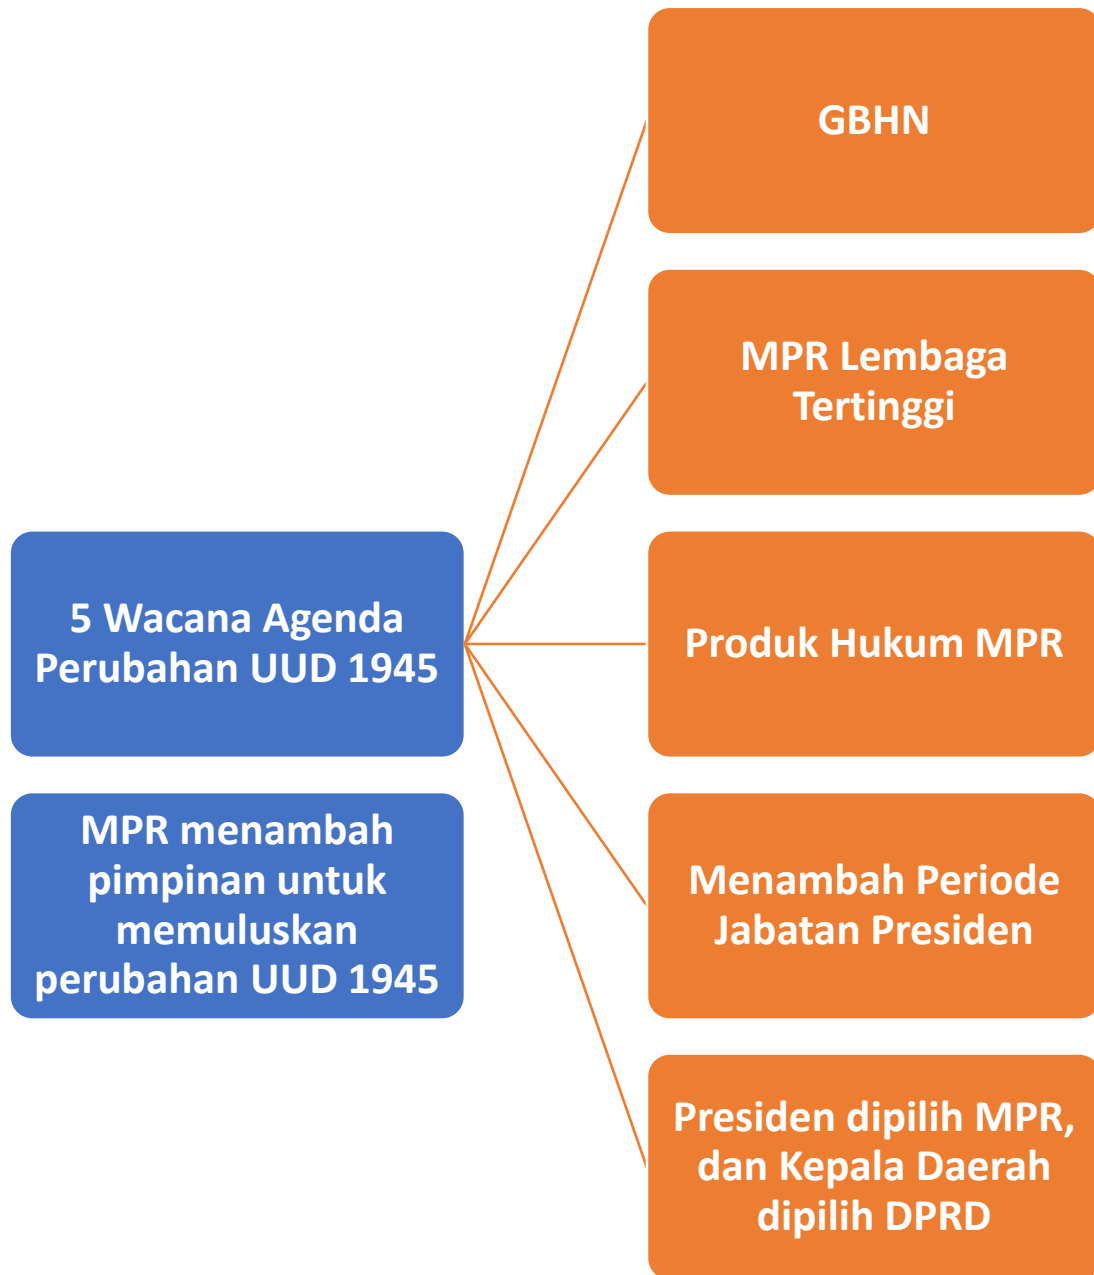 5 Wacana Agenda
Perubahan UUD 1945
MPR menambah
pimpinan untuk
memuluskan
perubahan UUD 1945
GBHN
MPR Lembaga
Tertinggi
Produk Hukum MPR
Menambah Periode
Jabatan Presiden
Presiden dipilih MPR,
dan Kepala Daerah
dipilih DPRD